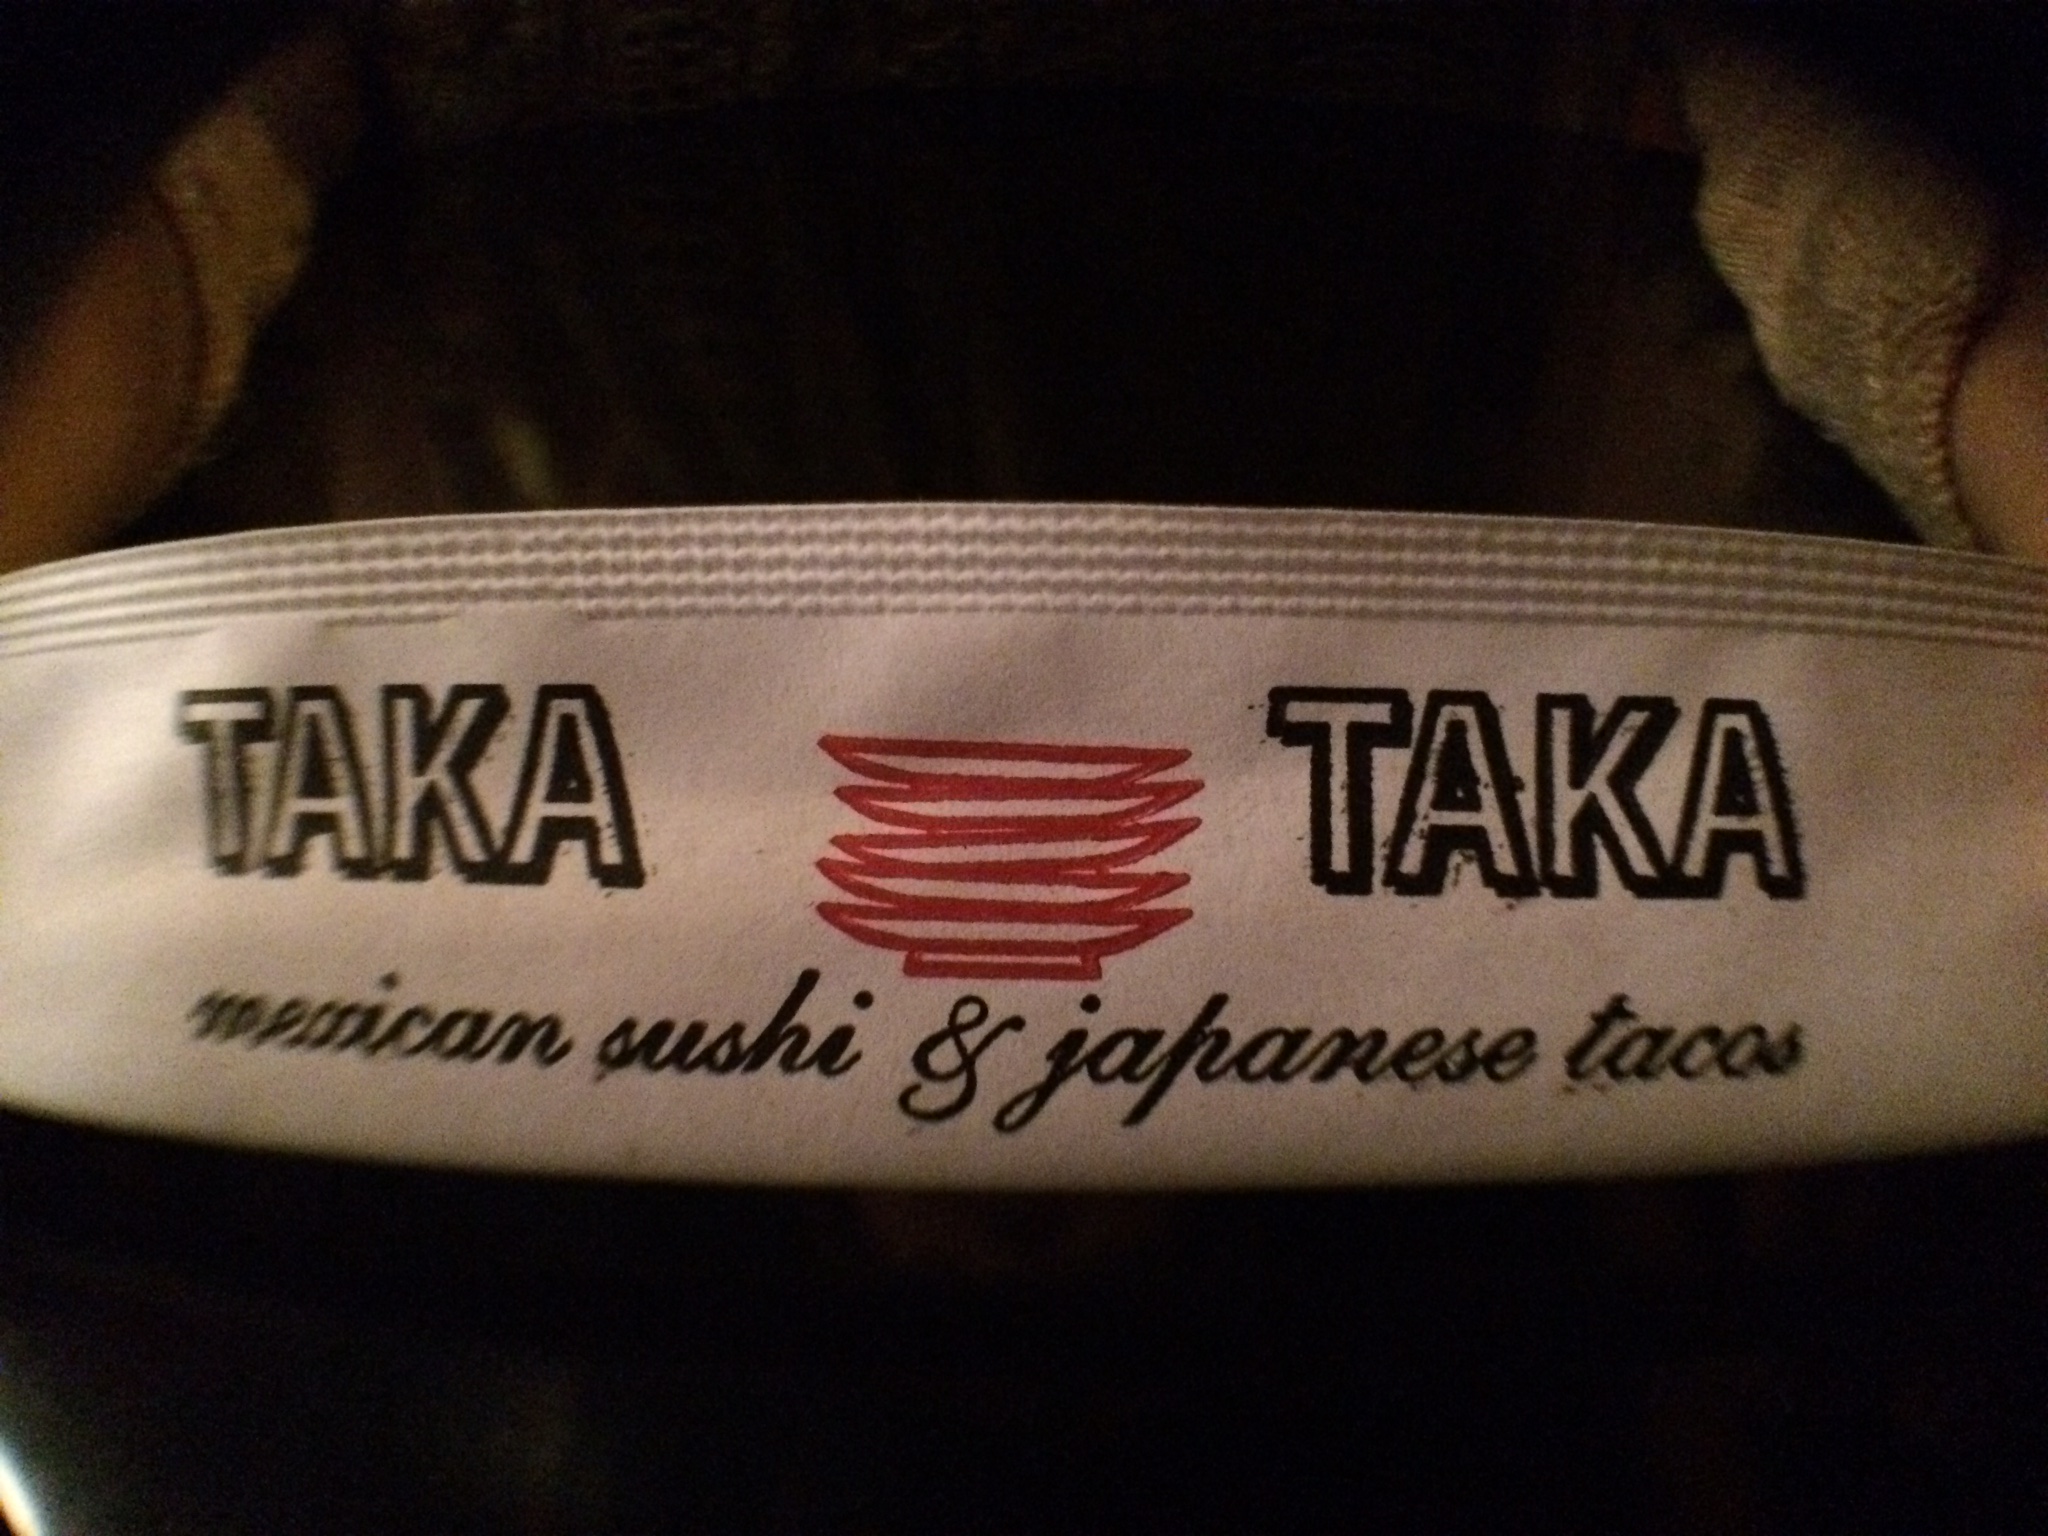 TAKA TAKA
mexican sushi & japanese tacos